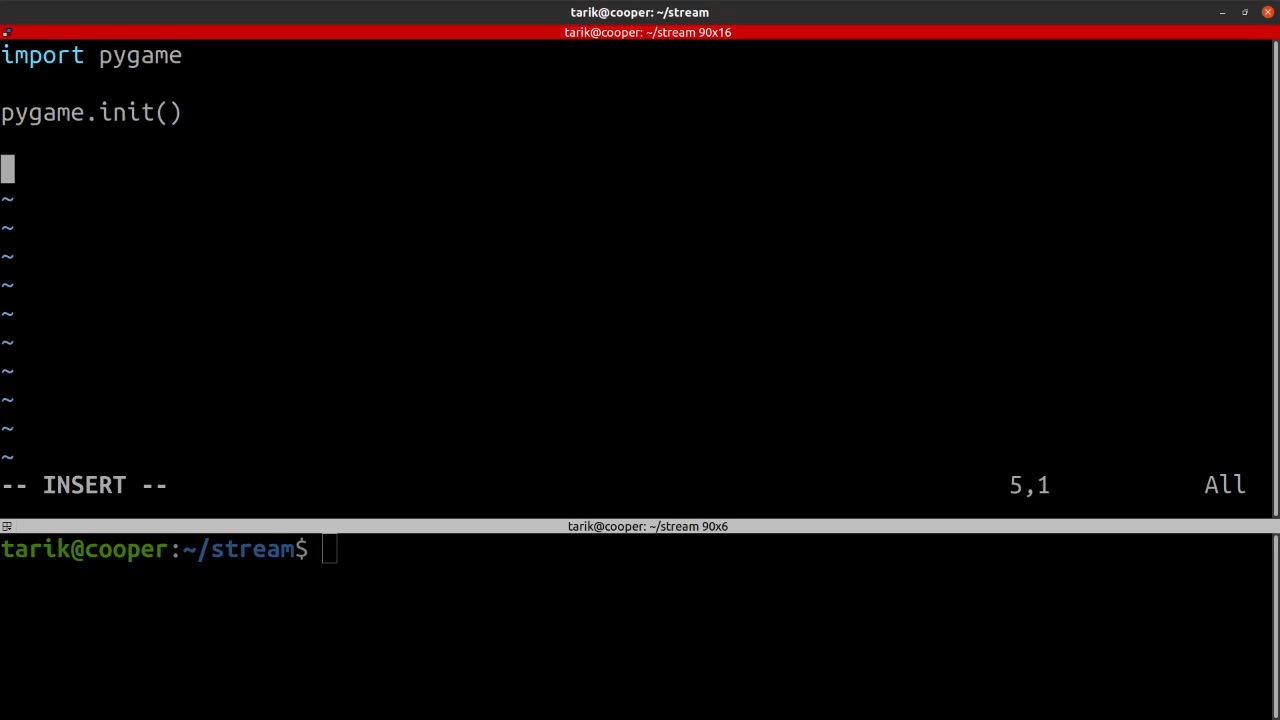 tarik@cooper: ~/stream
tarik@cooper: ~/stream 90x16
import pygame
pygame.init()
~
~
~
~
~
~
~
~
~
~
-- INSERT -- 5,1 All
tarik@cooper: ~/stream 90x6
tarik@cooper:~/stream$